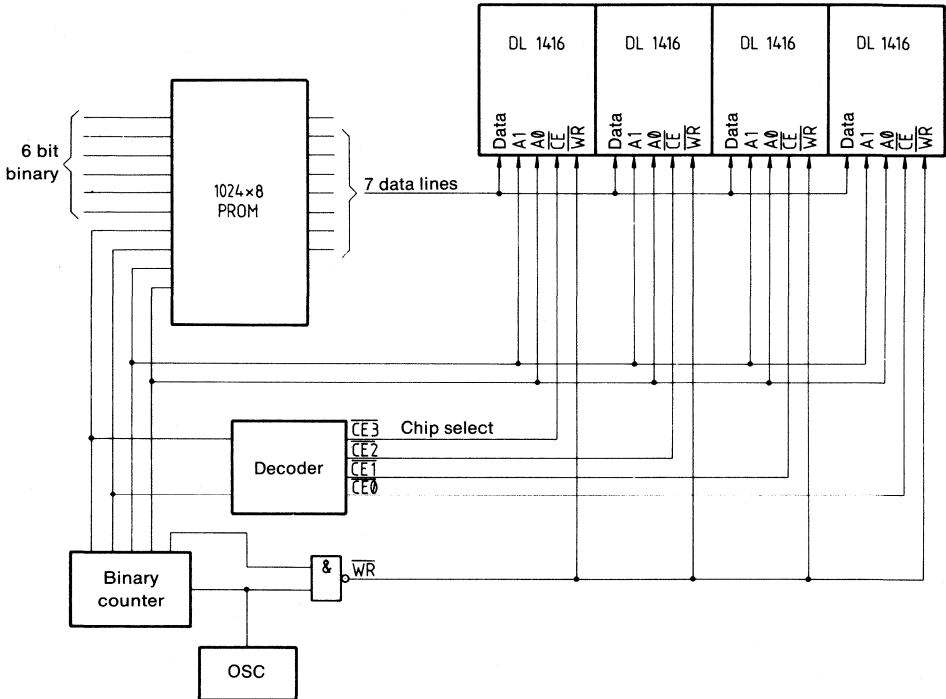 DL 1416 DL 1416 DL 1416 DL 1416
Data A1 A0 CE WR Data A1 A0 CE WR Data A1 A0 CE WR Data A1 A0 CE WR
6 bit
binary
1024×8
PROM
7 data lines
CE3 Chip select
CE2
CE1
CE0
Decoder
Binary
counter
& WR
OSC